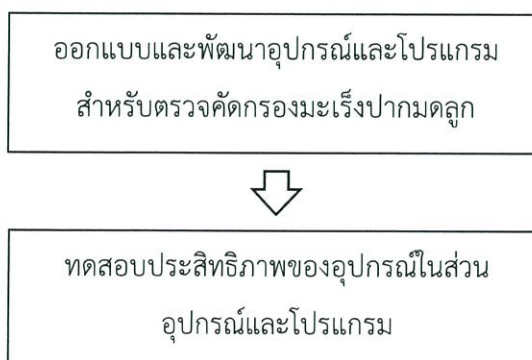 ออกแบบและพัฒนาอุปกรณ์และโปรแกรม
สำหรับตรวจคัดกรองมะเร็งปากมดลูก
ทดสอบประสิทธิภาพของอุปกรณ์ในส่วน
อุปกรณ์และโปรแกรม